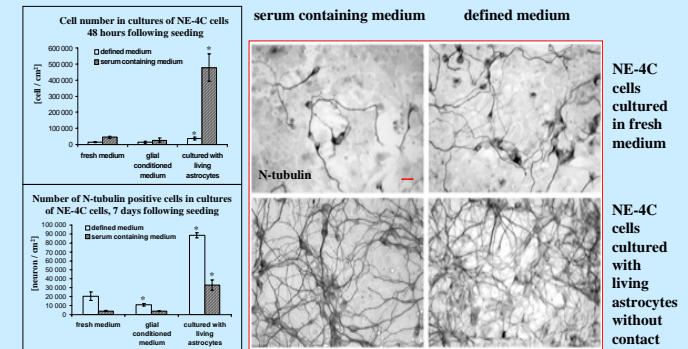 Cell number in cultures of NE-4C cells
48 hours following seeding
600 000
500 000
400 000
300 000
200 000
100 000
0
[cell / cm²]
defined medium
serum containing medium
*
*
fresh medium
glial
conditioned
medium
cultured with
living
astrocytes
Number of N-tubulin positive cells in cultures
of NE-4C cells, 7 days following seeding
100 000
90 000
80 000
70 000
60 000
50 000
40 000
30 000
20 000
10 000
0
[neuron / cm²]
defined medium
serum containing medium
*
*
*
fresh medium
glial
conditioned
medium
cultured with
living
astrocytes
serum containing medium
defined medium
N-tubulin
NE-4C
cells
cultured
in fresh
medium
NE-4C
cells
cultured
with
living
astrocytes
without
contact